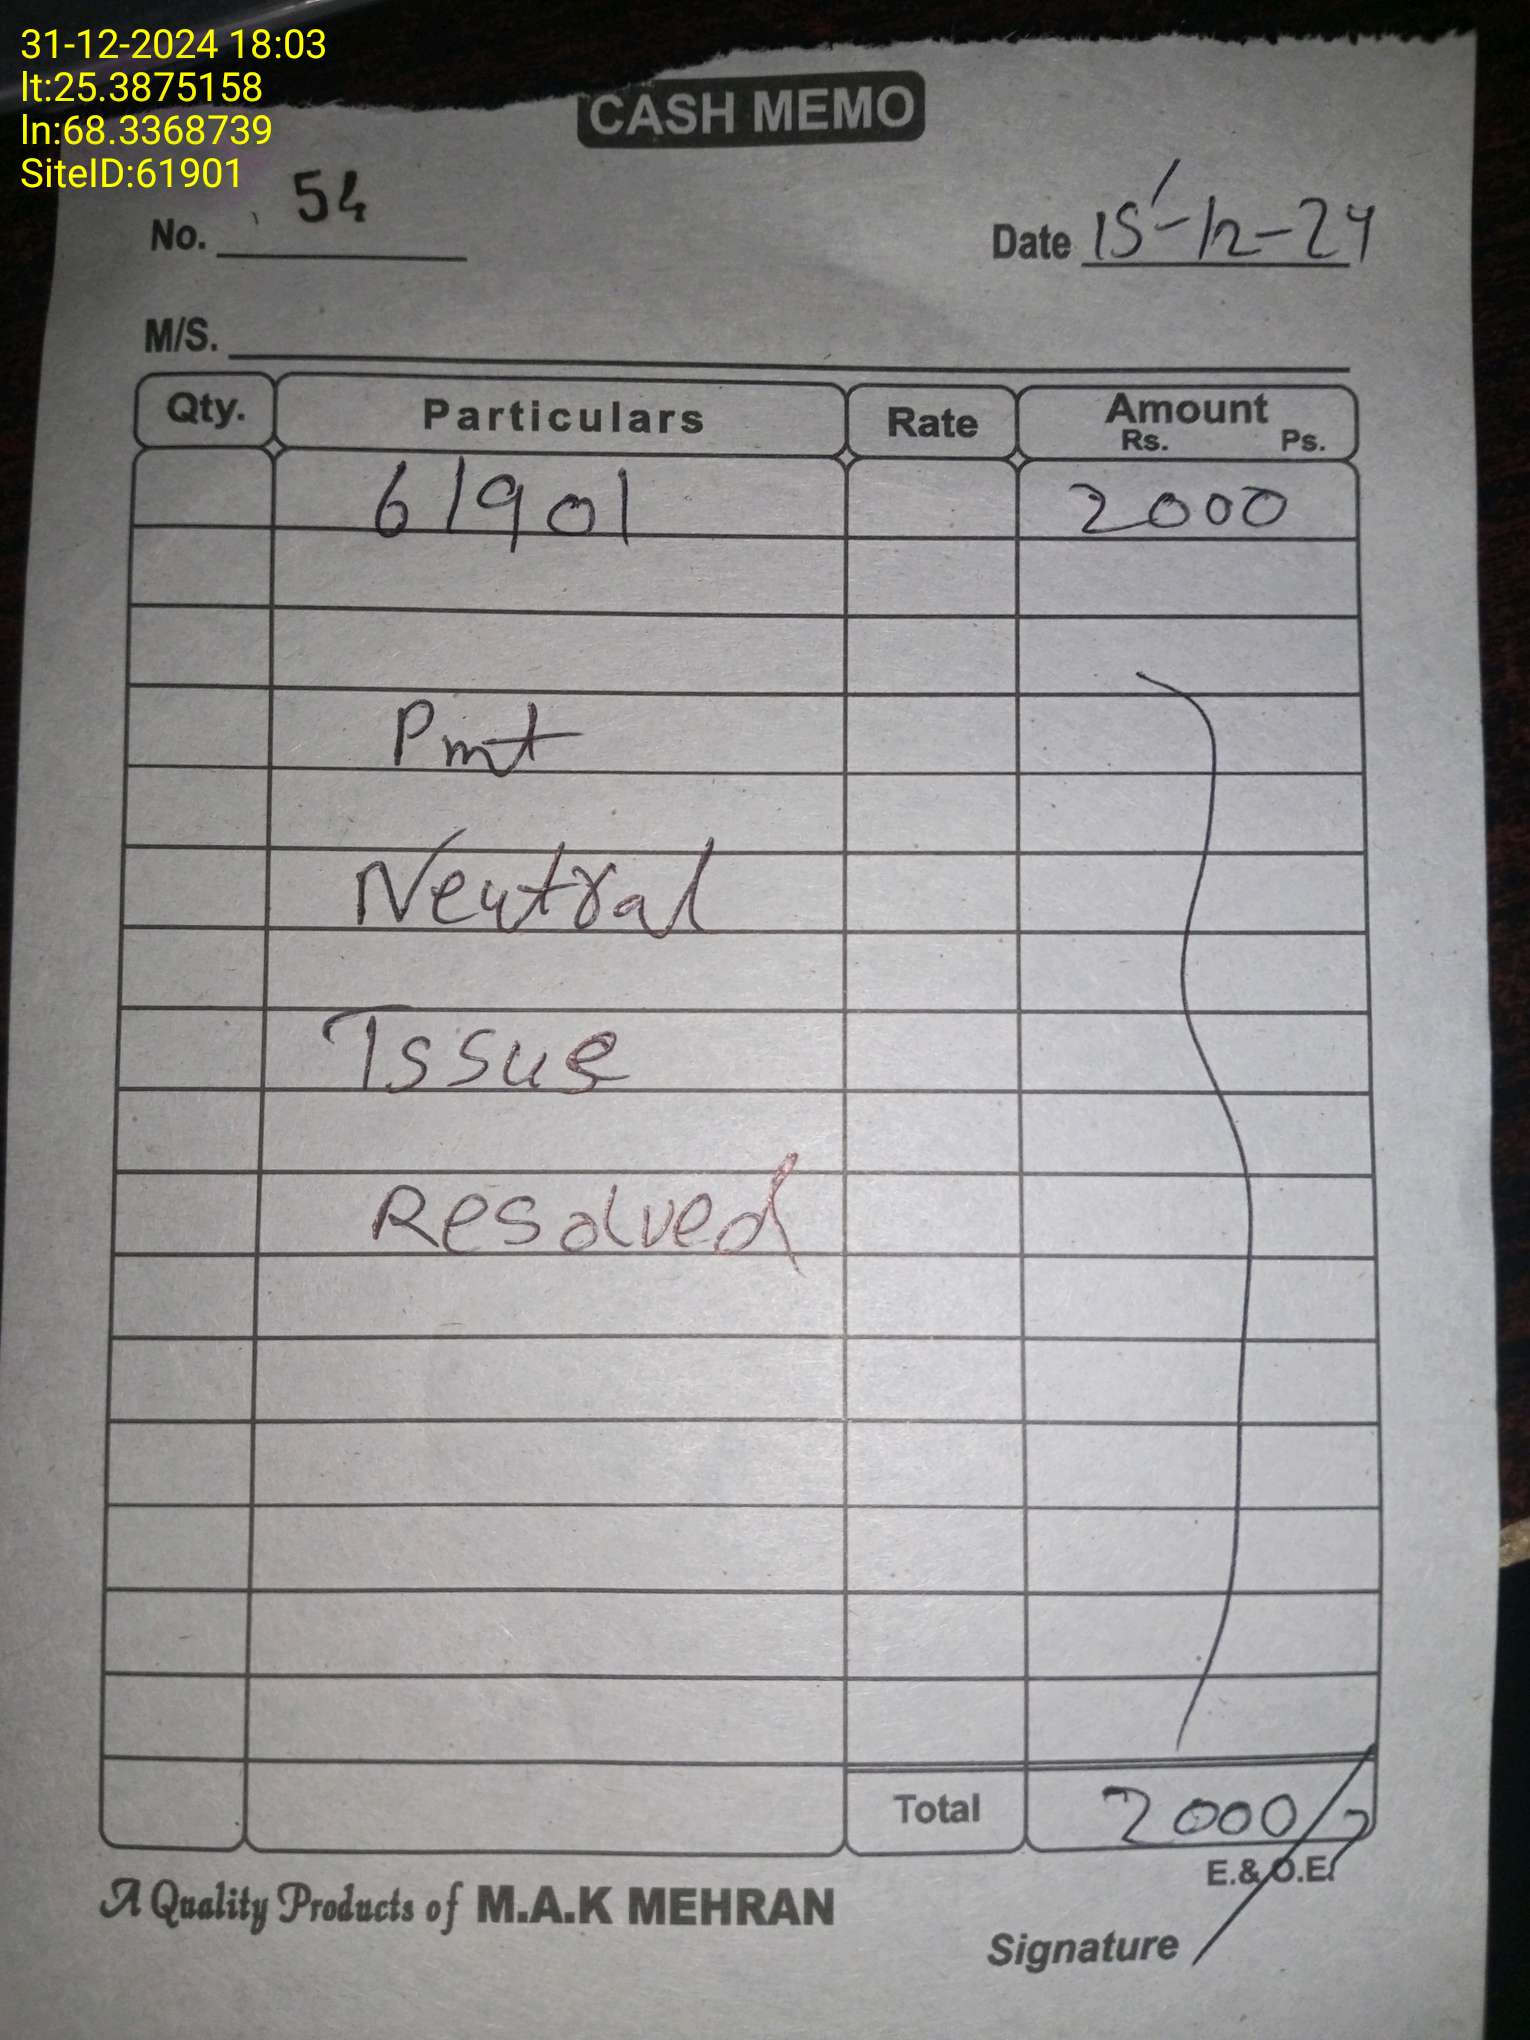 31-12-2024 18:03
lt:25.3875158
ln:68.3368739
SiteID:61901
CASH MEMO
No. 54
Date 15-12-24
M/S.
Qty. Particulars Rate Amount
Rs. Ps.
61901 2000
Pmt
Neutral
Issue
Resolved
Total 2000/
E.&.O.E.
A Quality Products of M.A.K MEHRAN
Signature